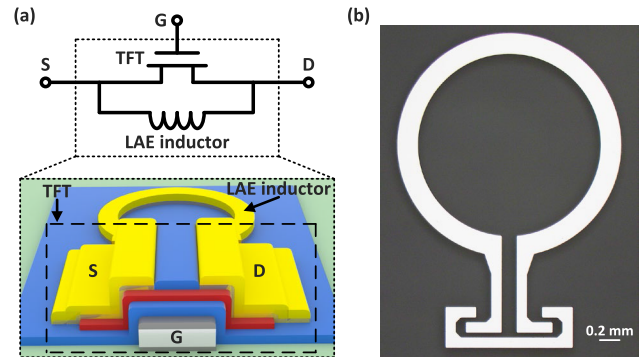 (a)
G
TFT
S
D
LAE inductor
TFT
LAE inductor
S
D
G
(b)
0.2 mm